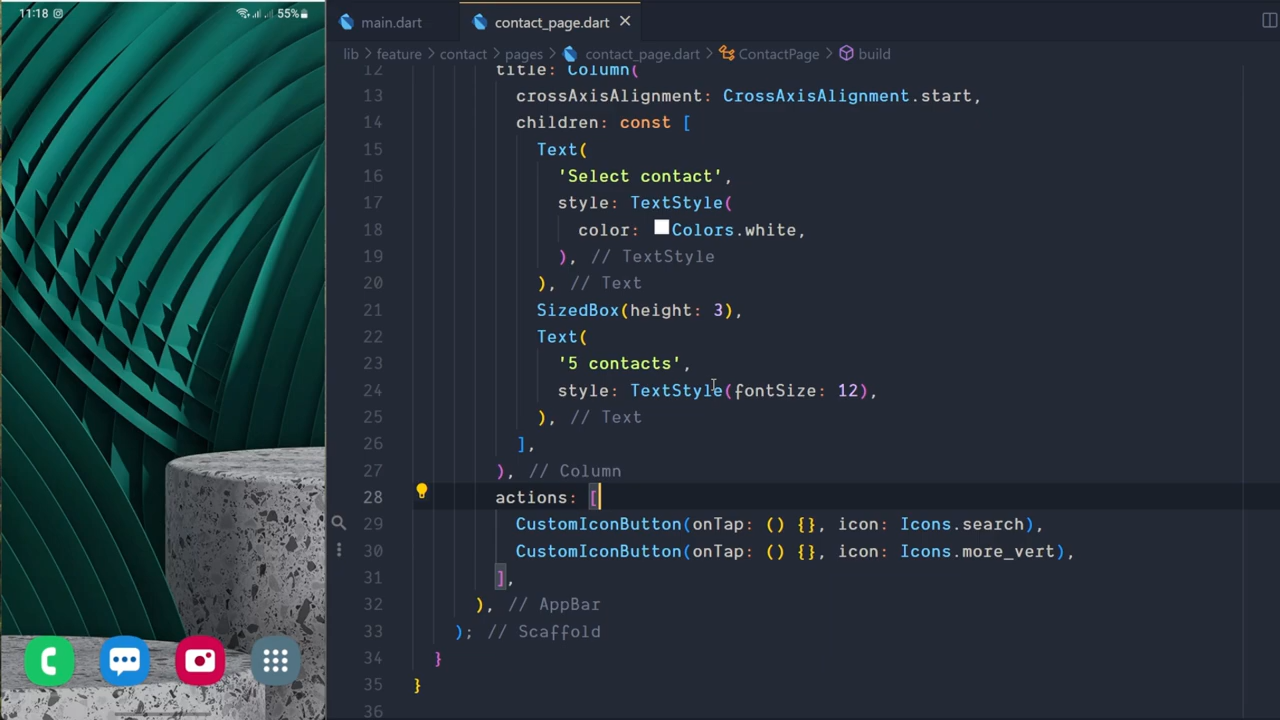 11:18
55%
main.dart
contact_page.dart
lib > feature > contact > pages > contact_page.dart > ContactPage > build
12 title: Column(
13 crossAxisAlignment: CrossAxisAlignment.start,
14 children: const [
15 Text(
16 'Select contact',
17 style: TextStyle(
18 color: Colors.white,
19 ), // TextStyle
20 ), // Text
21 SizedBox(height: 3),
22 Text(
23 '5 contacts',
24 style: TextStyle(fontSize: 12),
25 ), // Text
26 ],
27 ), // Column
28 actions: [
29 CustomIconButton(onTap: () {}, icon: Icons.search),
30 CustomIconButton(onTap: () {}, icon: Icons.more_vert),
31 ],
32 ), // AppBar
33 ); // Scaffold
34 }
35 }
36